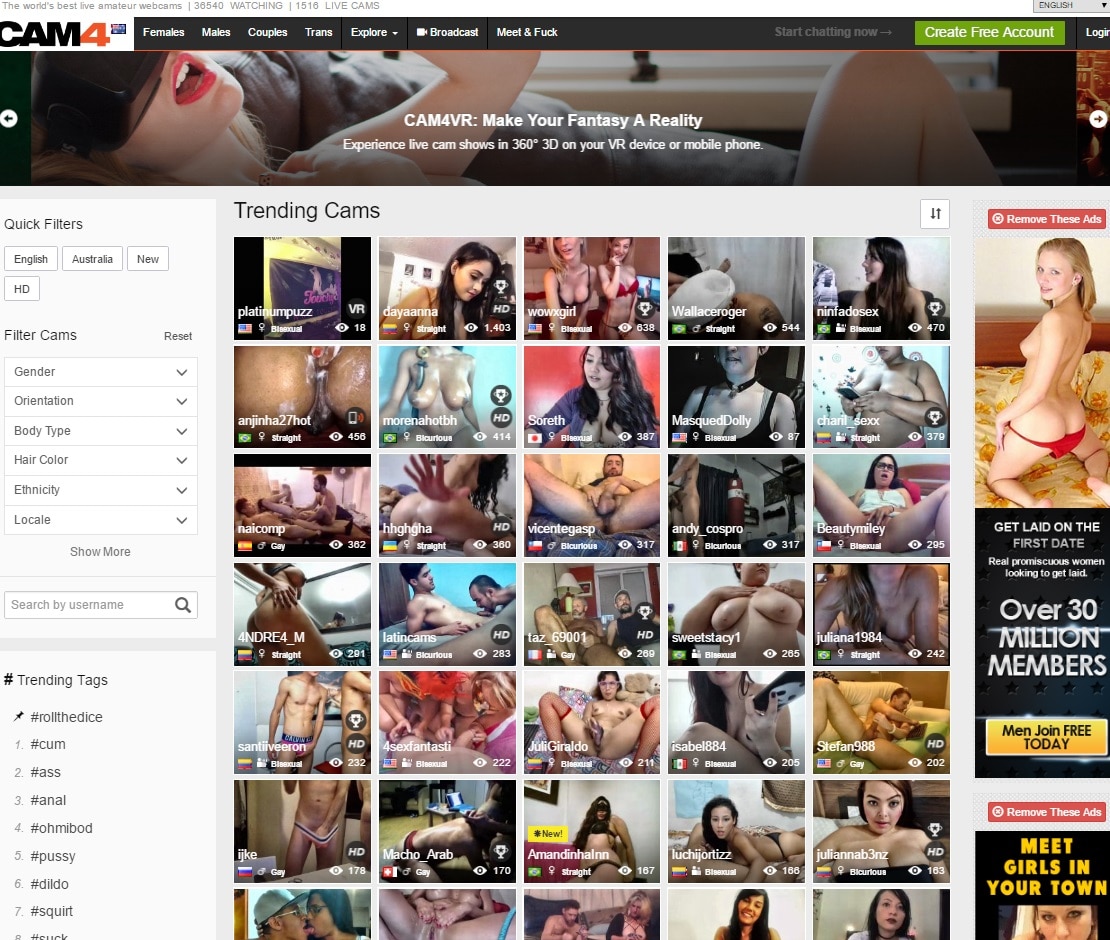 The world's best live amateur webcams | 36540 WATCHING | 1516 LIVE CAMS
ENGLISH
CAM4
Females Males Couples Trans Explore Broadcast Meet & Fuck
Start chatting now→
Create Free Account
Login
CAM4VR: Make Your Fantasy A Reality
Experience live cam shows in 360° 3D on your VR device or mobile phone.
Quick Filters
English Australia New
HD
Filter Cams Reset
Gender
Orientation
Body Type
Hair Color
Ethnicity
Locale
Show More
Search by username
# Trending Tags
#rollthedice
1. #cum
2. #ass
3. #anal
4. #ohmibod
5. #pussy
6. #dildo
7. #squirt
8. #suck
Trending Cams
platinumpuzz VR
Bisexual 18
dayaanna HD
Straight 1,403
wowxgirl
Bisexual 638
Wallaceroger
Straight 544
ninfadosex
Bisexual 470
anjinha27hot
Straight 456
morenahotbh HD
Bicurious 414
Soreth
Bisexual 387
MasquedDolly
Bisexual 87
charil_sexx
Straight 379
naicomp
Gay 362
hhghgha HD
Straight 360
vicentegasp
Bicurious 317
andy_cospro
Bicurious 317
Beautymiley
Bisexual 295
4NDRE4_M
Straight 291
latincams HD
Bicurious 283
taz_69001 HD
Gay 269
sweetstacy1
Bisexual 265
juliana1984
Straight 242
santiiveeron HD
Bisexual 232
4sexfantasti
Bisexual 222
JuliGiraldo
Bisexual 211
isabel884
Bisexual 205
Stefan988 HD
Gay 202
ijke HD
Gay 178
Macho_Arab
Gay 170
New!
AmandinhaInn
Straight 167
luchijortizz
Bisexual 166
juliannab3nz HD
Bicurious 163
Remove These Ads
GET LAID ON THE
FIRST DATE
Real promiscuous women
looking to get laid.
Over 30
MILLION
MEMBERS
Men Join FREE
TODAY
Remove These Ads
MEET
GIRLS IN
YOUR TOWN